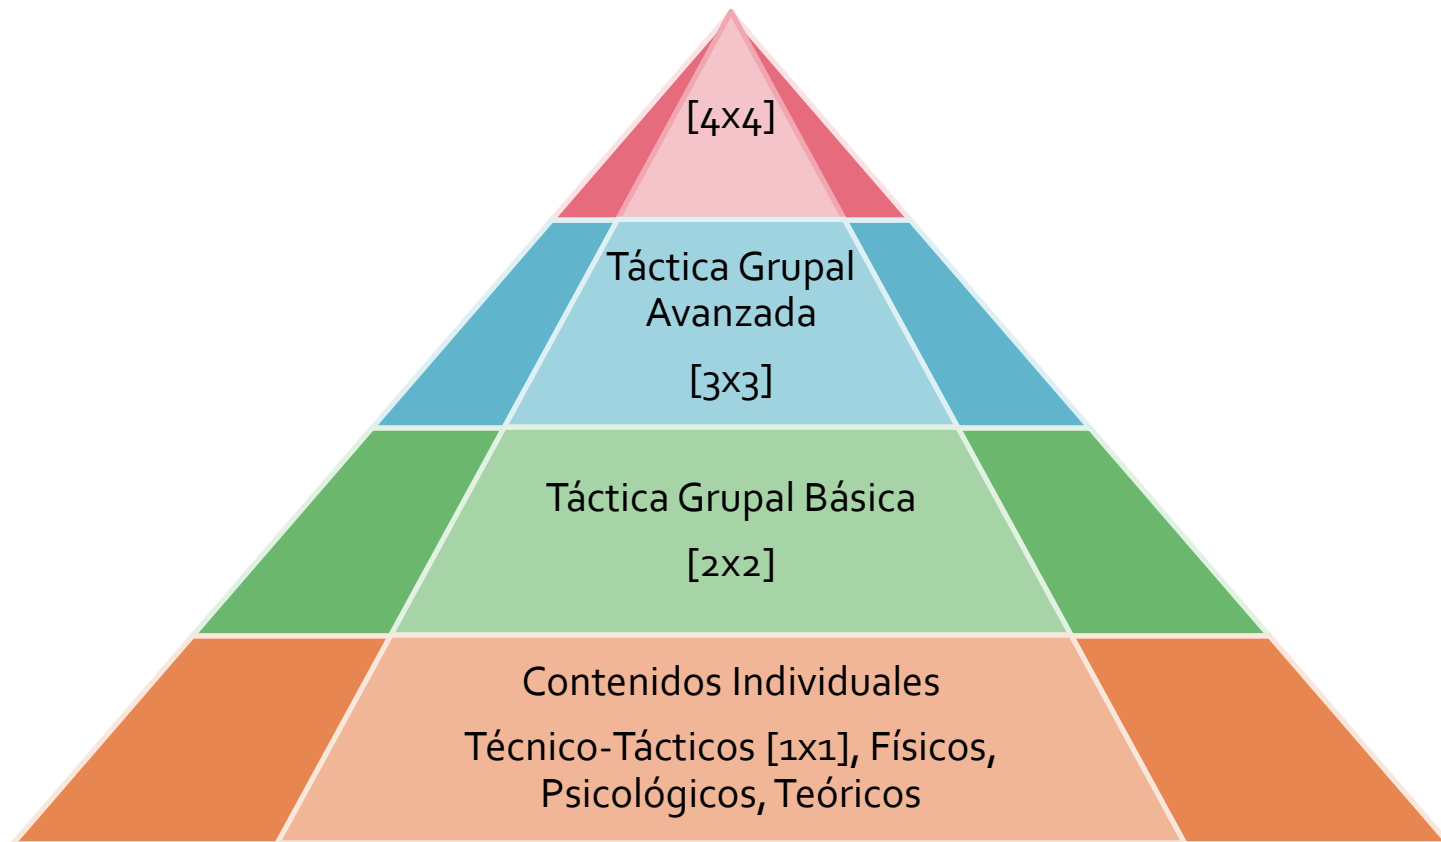 [4x4]
Táctica Grupal
Avanzada
[3x3]
Táctica Grupal Básica
[2x2]
Contenidos Individuales
Técnico-Tácticos [1x1], Físicos,
Psicológicos, Teóricos